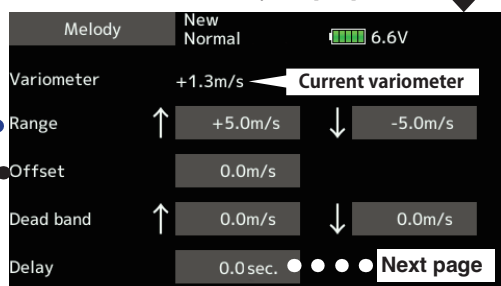 Melody
New
Normal
6.6V
Variometer +1.3m/s Current variometer
Range ↑ +5.0m/s ↓ -5.0m/s
Offset 0.0m/s
Dead band ↑ 0.0m/s ↓ 0.0m/s
Delay 0.0sec. Next page